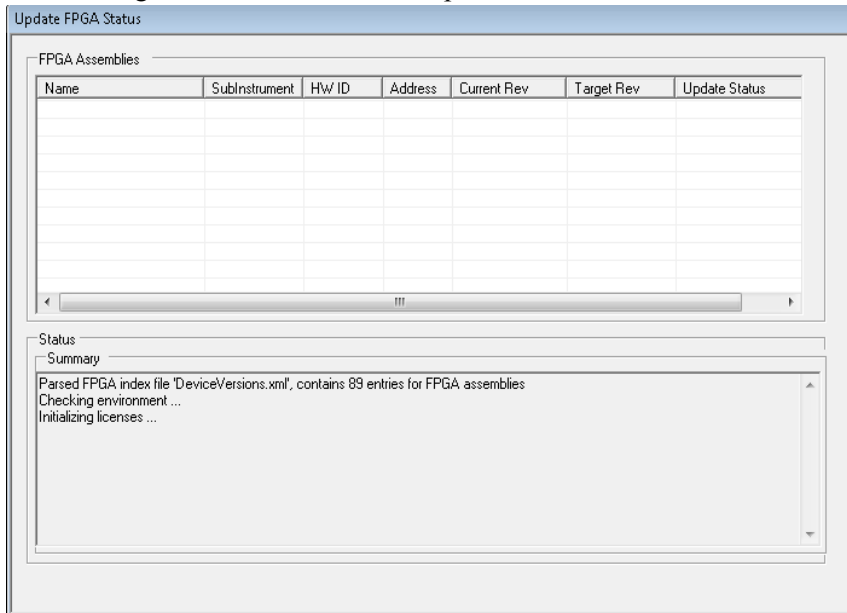 Update FPGA Status
FPGA Assemblies
Name SubInstrument HW ID Address Current Rev Target Rev Update Status
Status
Summary
Parsed FPGA index file 'DeviceVersions.xml', contains 89 entries for FPGA assemblies
Checking environment ...
Initializing licenses ...